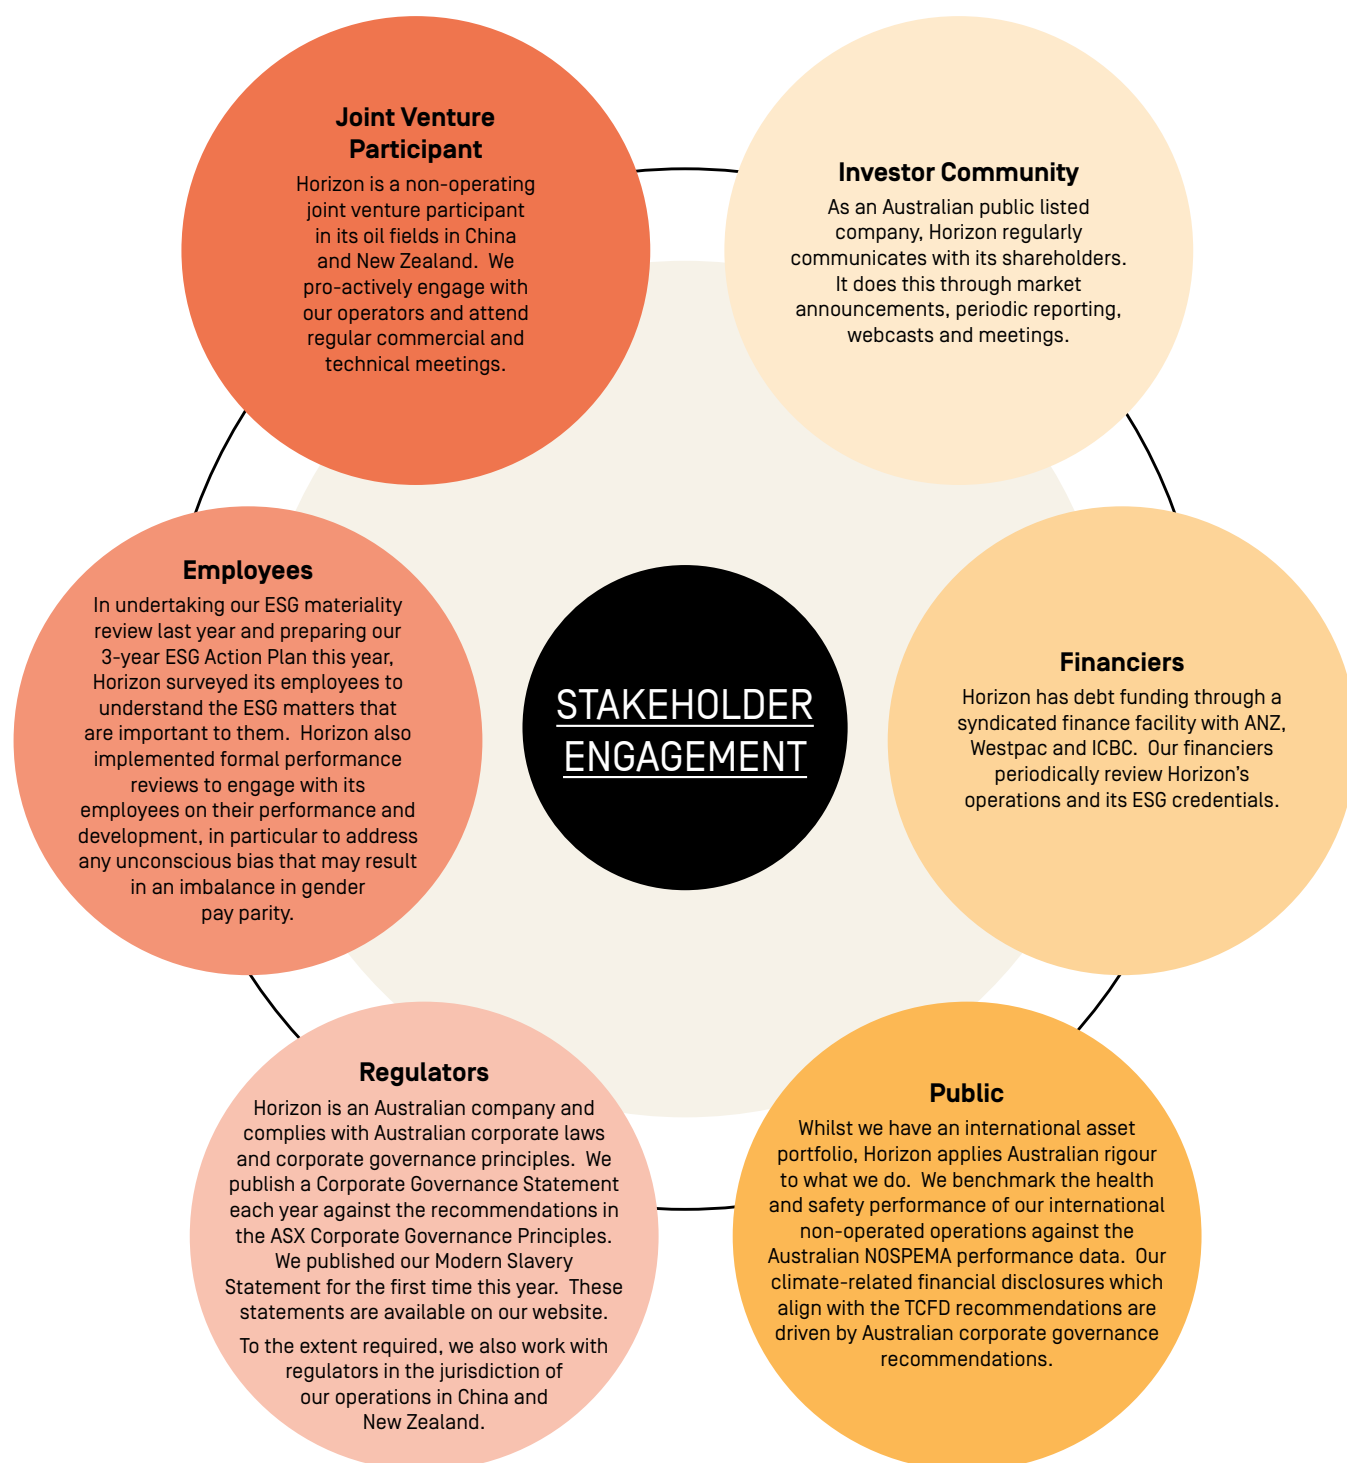 Joint Venture
Participant
Horizon is a non-operating
joint venture participant
in its oil fields in China
and New Zealand. We
pro-actively engage with
our operators and attend
regular commercial and
technical meetings.
Investor Community
As an Australian public listed
company, Horizon regularly
communicates with its shareholders.
It does this through market
announcements, periodic reporting,
webcasts and meetings.
Employees
In undertaking our ESG materiality
review last year and preparing our
3-year ESG Action Plan this year,
Horizon surveyed its employees to
understand the ESG matters that
are important to them. Horizon also
implemented formal performance
reviews to engage with its
employees on their performance and
development, in particular to address
any unconscious bias that may result
in an imbalance in gender
pay parity.
STAKEHOLDER
ENGAGEMENT
Financiers
Horizon has debt funding through a
syndicated finance facility with ANZ,
Westpac and ICBC. Our financiers
periodically review Horizon's
operations and its ESG credentials.
Regulators
Horizon is an Australian company and
complies with Australian corporate laws
and corporate governance principles. We
publish a Corporate Governance Statement
each year against the recommendations in
the ASX Corporate Governance Principles.
We published our Modern Slavery
Statement for the first time this year. These
statements are available on our website.
To the extent required, we also work with
regulators in the jurisdiction of
our operations in China and
New Zealand.
Public
Whilst we have an international asset
portfolio, Horizon applies Australian rigour
to what we do. We benchmark the health
and safety performance of our international
non-operated operations against the
Australian NOSPEMA performance data. Our
climate-related financial disclosures which
align with the TCFD recommendations are
driven by Australian corporate governance
recommendations.